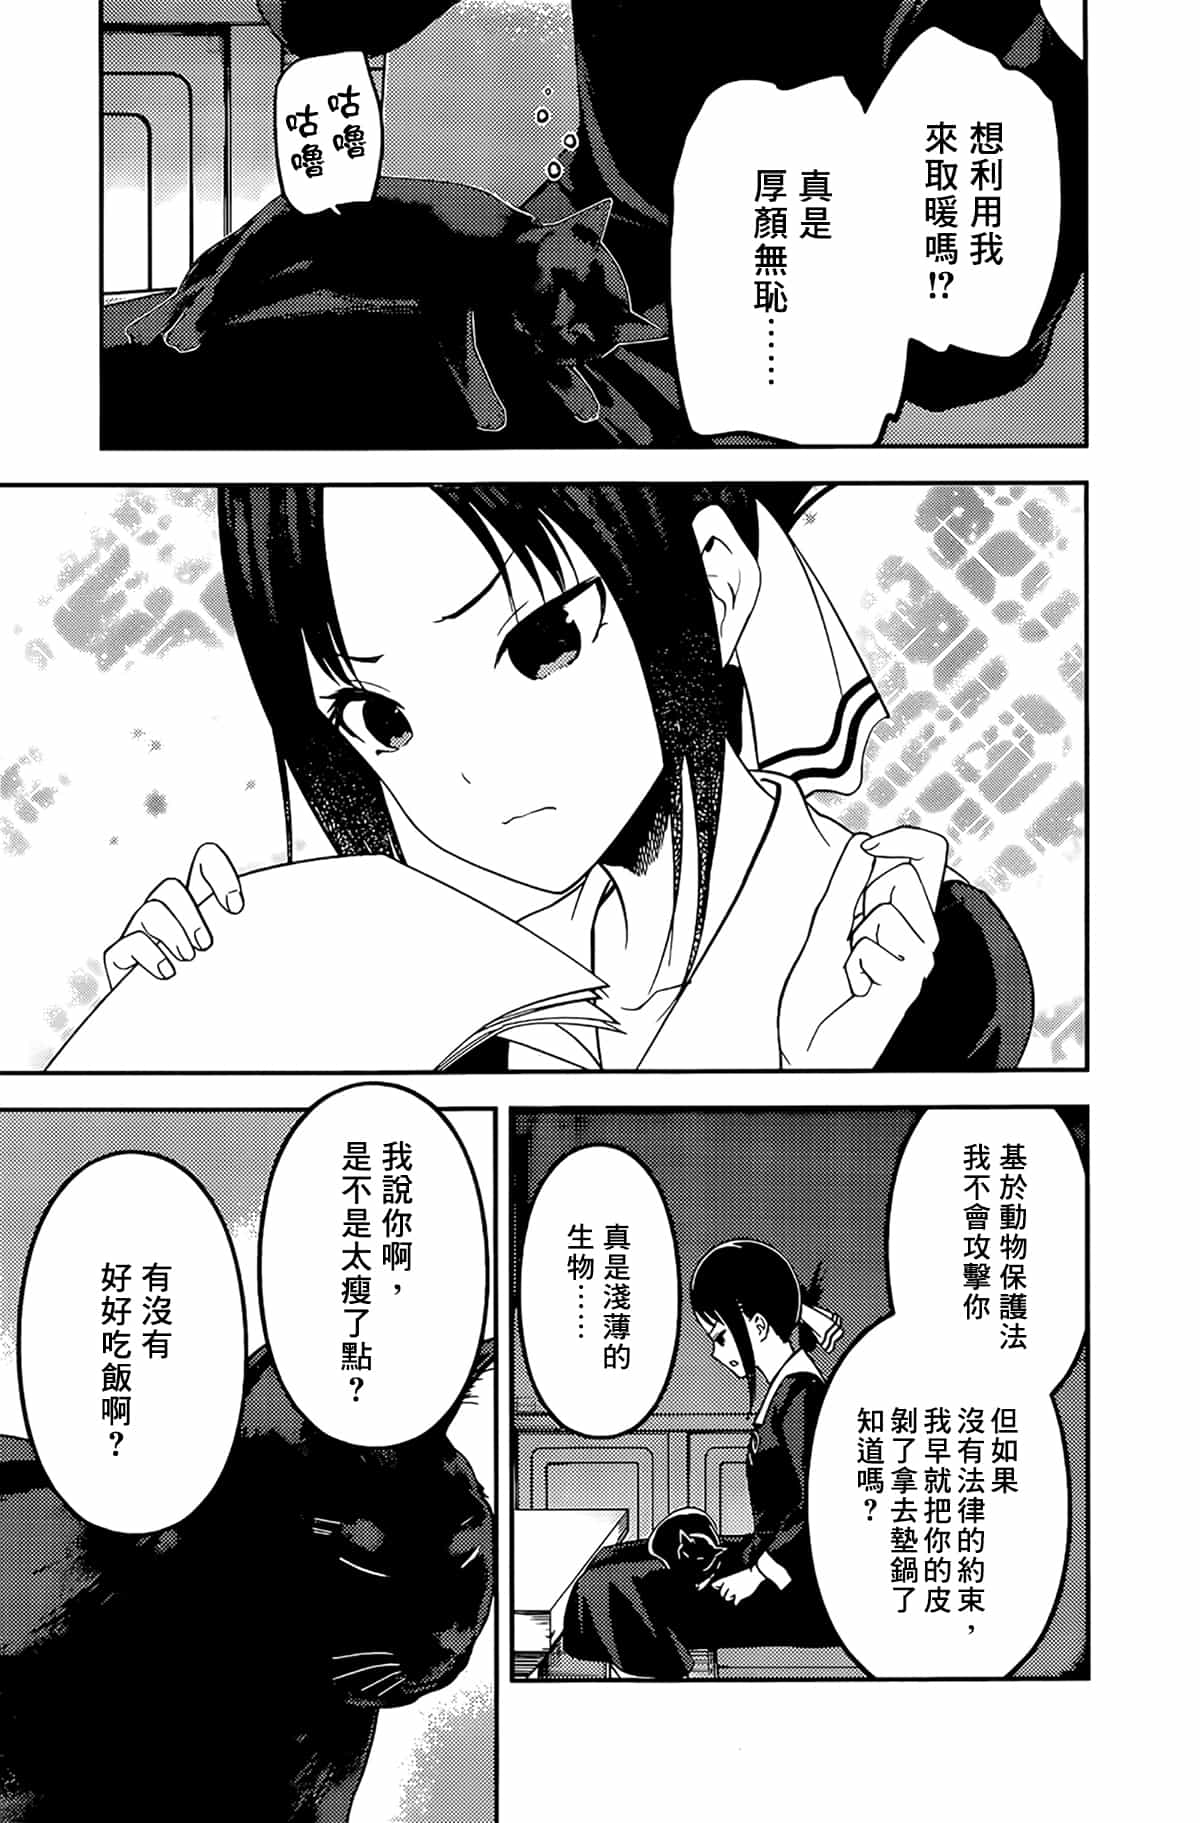 想利用我
來取暖嗎!?
真是
厚顏無恥……
咕嚕
咕嚕
基於動物保護法
我不會攻擊你
但如果
沒有法律的約束，
我早就把你的皮
剝了拿去墊鍋了
知道嗎？
真是淺薄的
生物……
我說你啊，
是不是太瘦了點？
有沒有
好好吃飯啊？